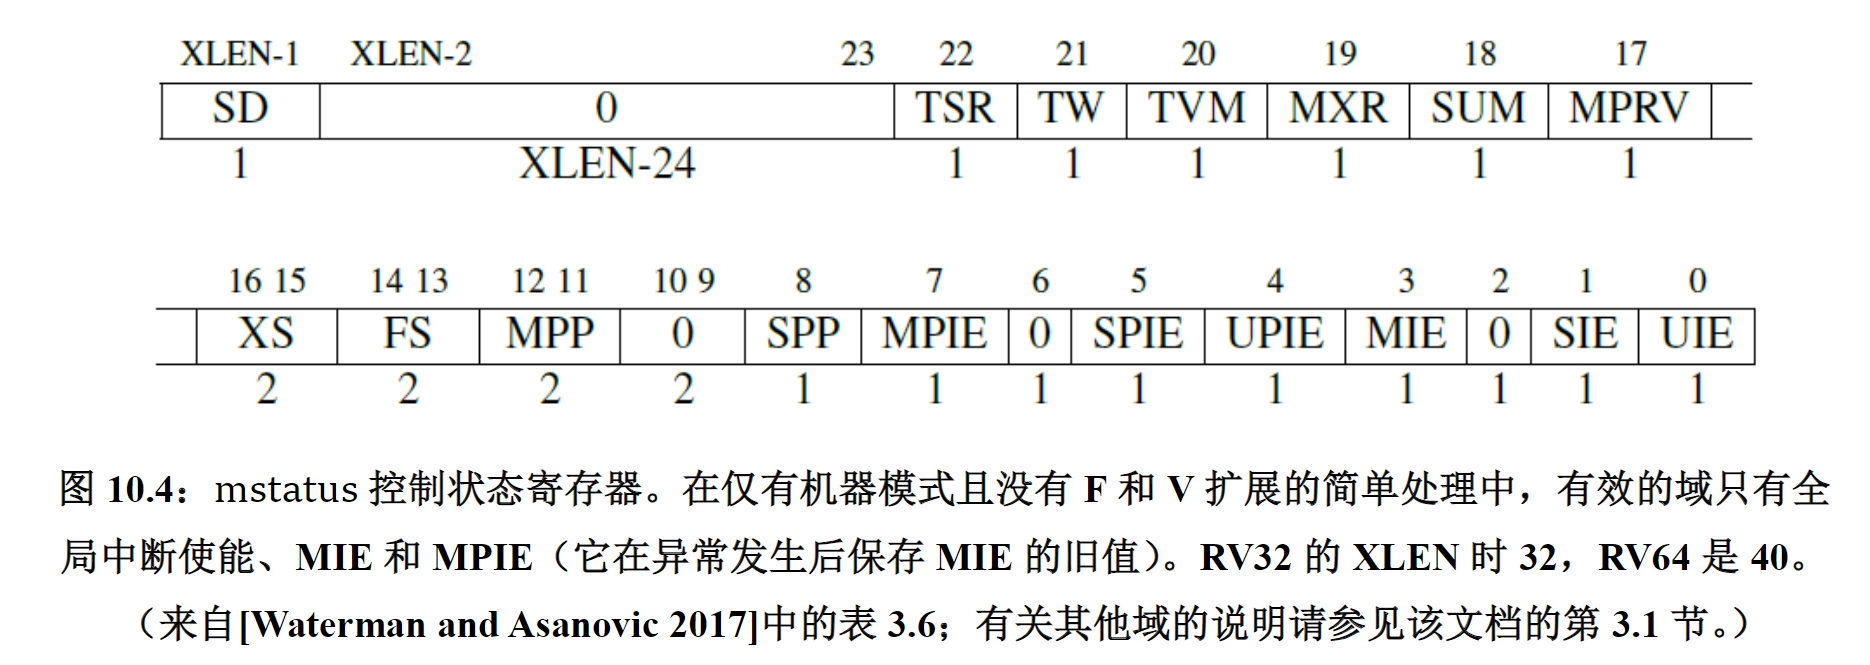 XLEN-1 XLEN-2 23 22 21 20 19 18 17
SD 0 TSR TW TVM MXR SUM MPRV
1 XLEN-24 1 1 1 1 1 1
16 15 14 13 12 11 10 9 8 7 6 5 4 3 2 1 0
XS FS MPP 0 SPP MPIE 0 SPIE UPIE MIE 0 SIE UIE
2 2 2 2 1 1 1 1 1 1 1 1 1
图 10.4：mstatus 控制状态寄存器。在仅有机器模式且没有 F 和 V 扩展的简单处理中，有效的域只有全
局中断使能、MIE 和 MPIE（它在异常发生后保存 MIE 的旧值）。RV32 的 XLEN 时 32，RV64 是 40。
（来自[Waterman and Asanovic 2017]中的表 3.6；有关其他域的说明请参见该文档的第 3.1 节。）